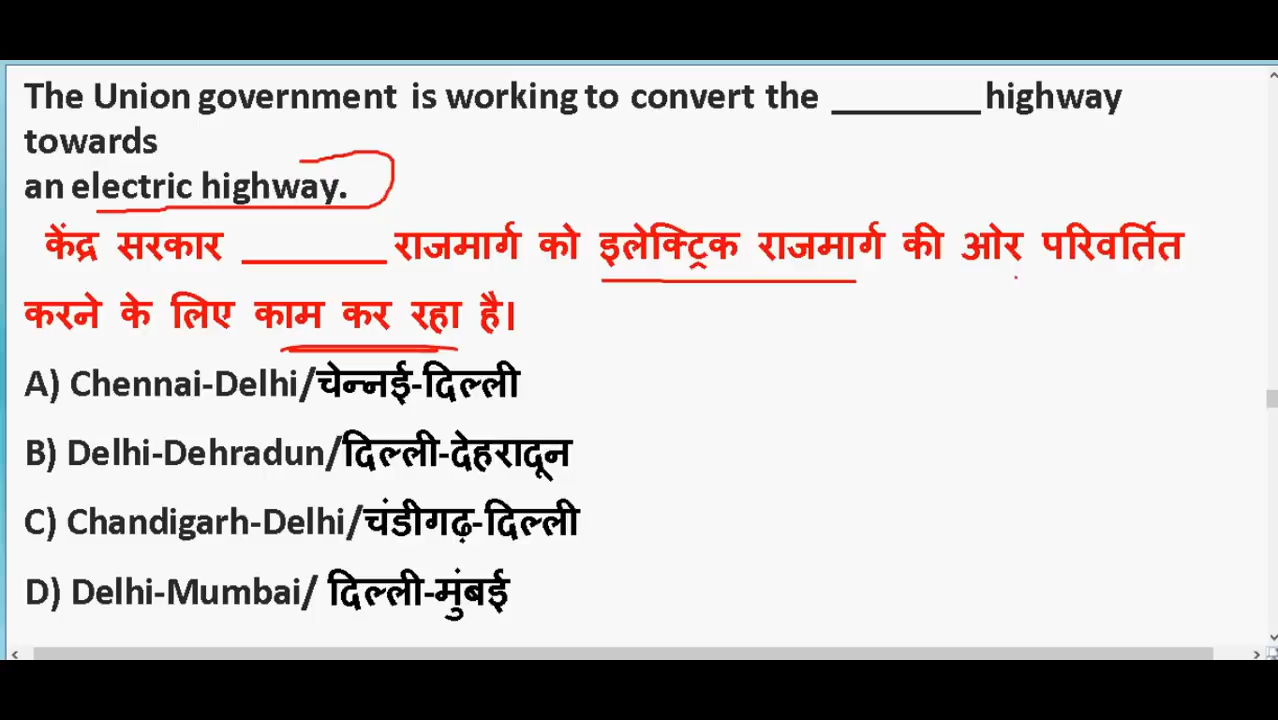 The Union government is working to convert the ________ highway
towards
an electric highway.
केंद्र सरकार ________ राजमार्ग को इलेक्ट्रिक राजमार्ग की ओर परिवर्तित
करने के लिए काम कर रहा है।
A) Chennai-Delhi/चेन्नई-दिल्ली
B) Delhi-Dehradun/दिल्ली-देहरादून
C) Chandigarh-Delhi/चंडीगढ़-दिल्ली
D) Delhi-Mumbai/ दिल्ली-मुंबई